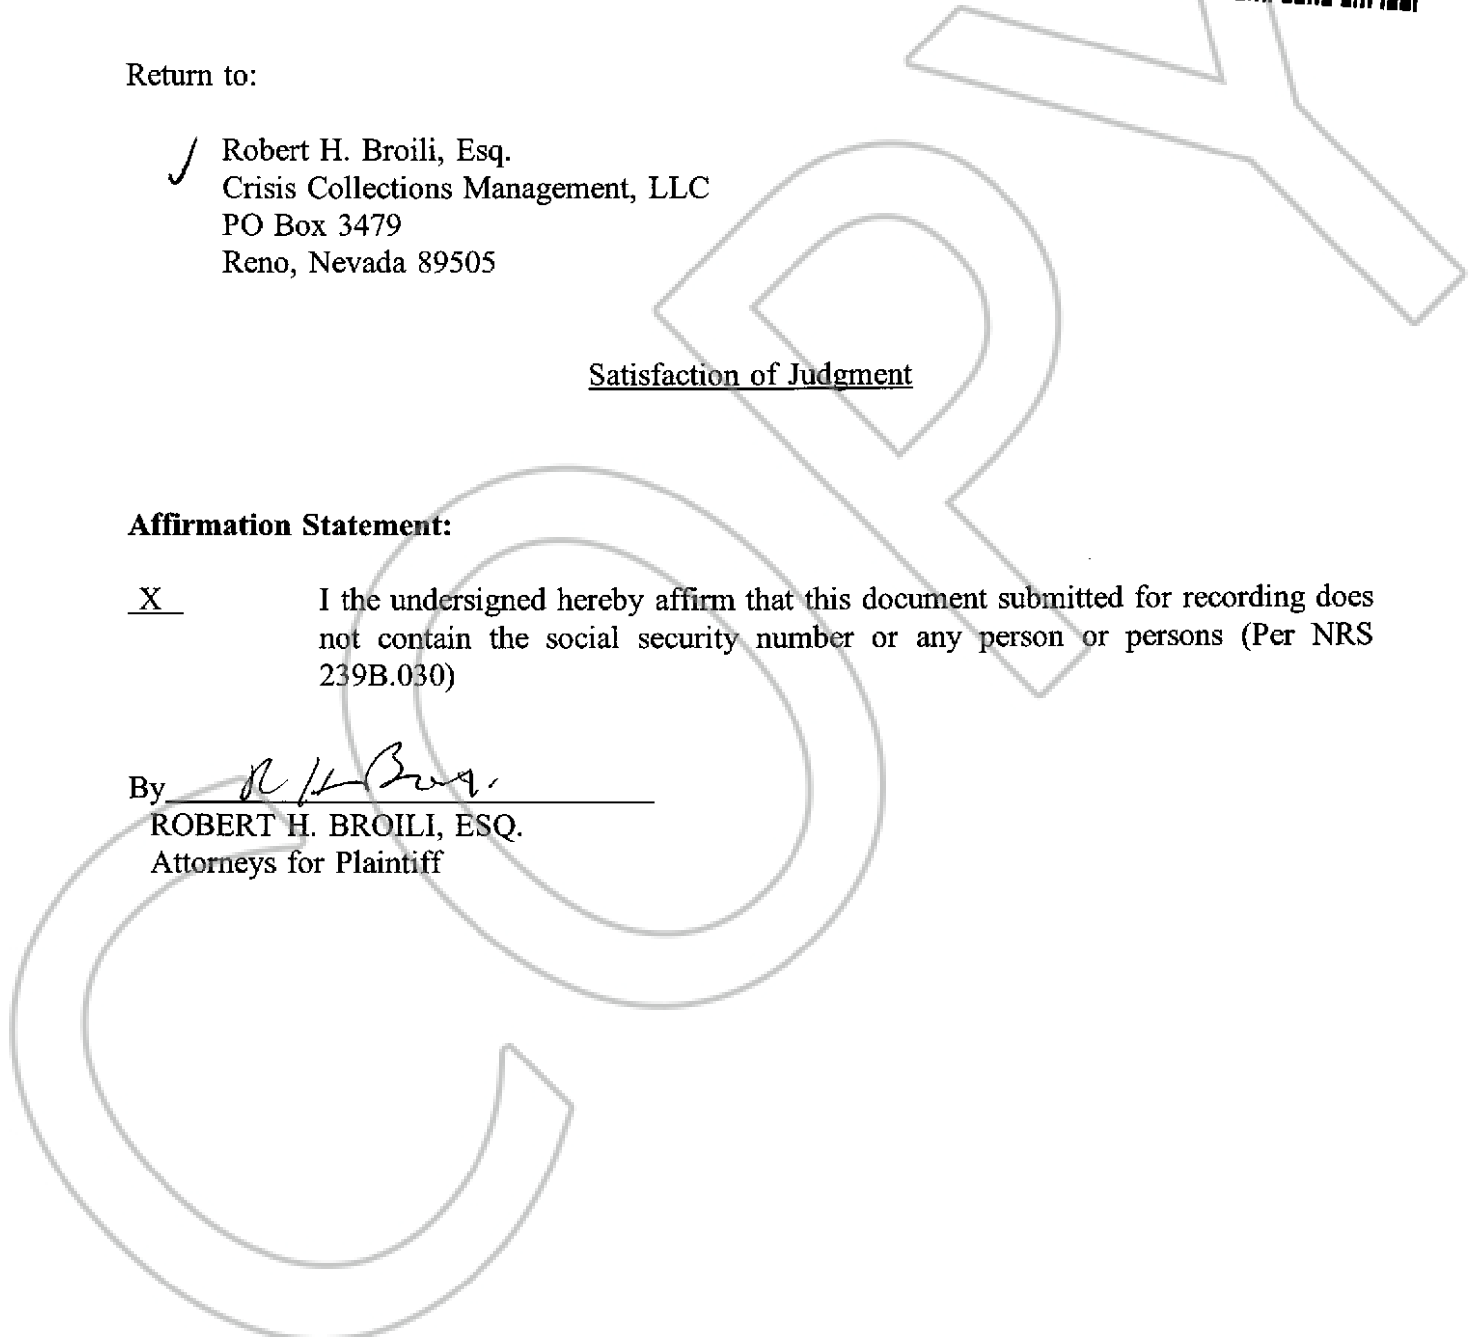 Return to:
Robert H. Broili, Esq.
Crisis Collections Management, LLC
PO Box 3479
Reno, Nevada 89505
Satisfaction of Judgment
Affirmation Statement:
X I the undersigned hereby affirm that this document submitted for recording does
not contain the social security number or any person or persons (Per NRS
239B.030)
By
ROBERT H. BROILI, ESQ.
Attorneys for Plaintiff
COPY